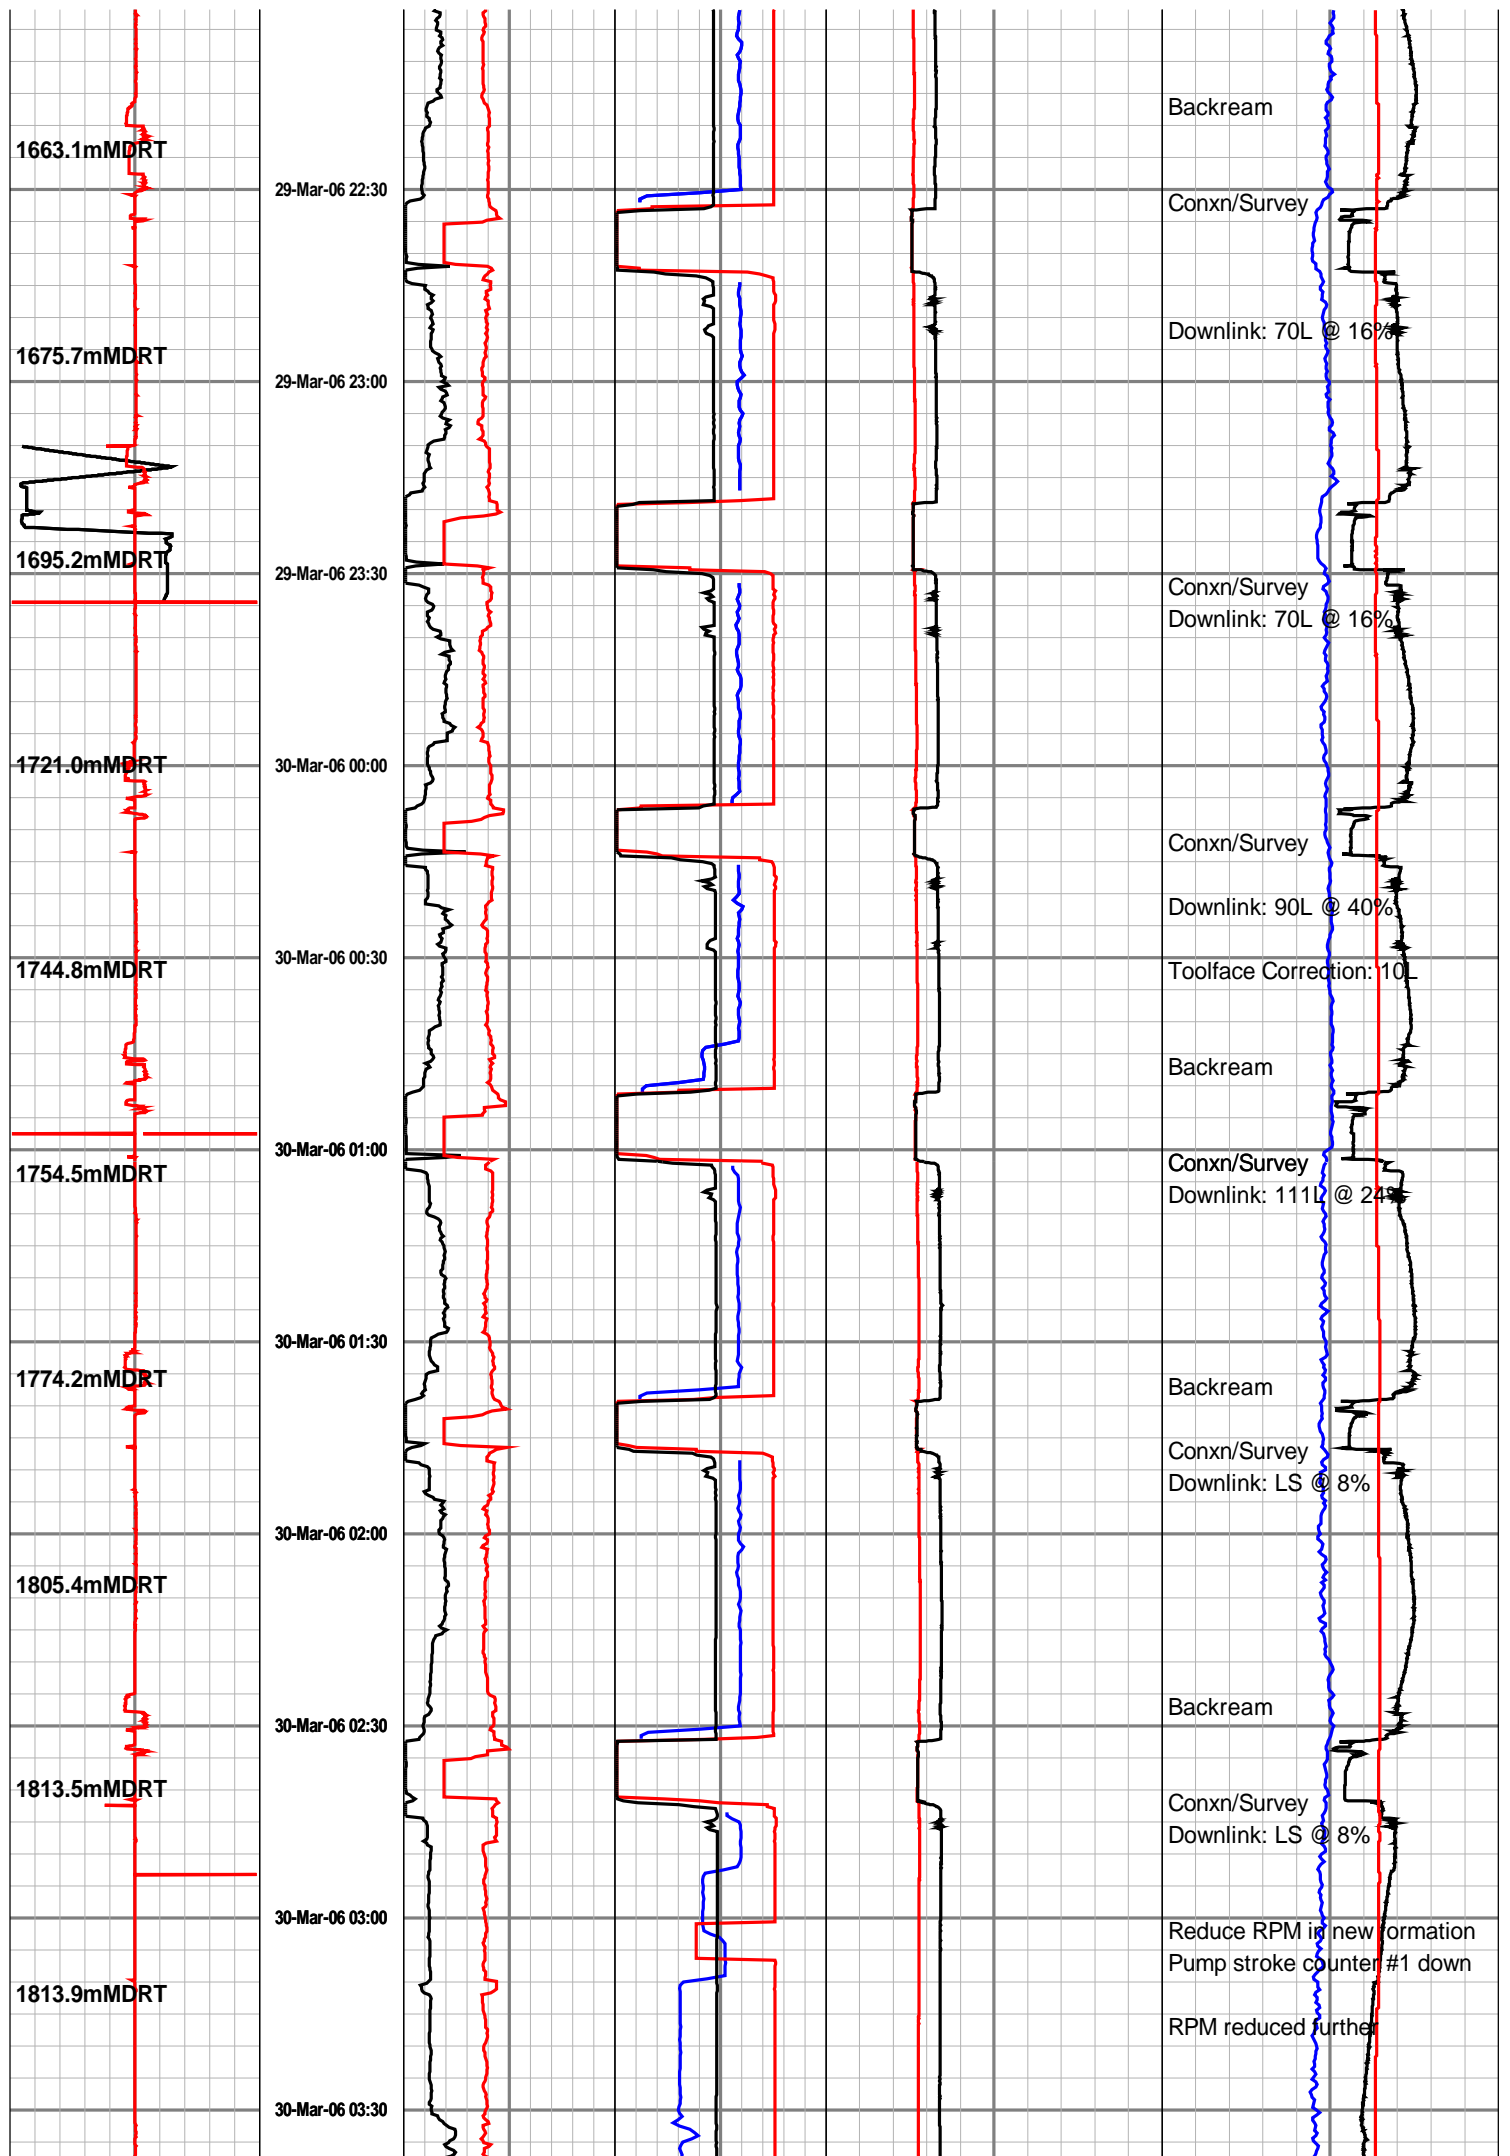 Backream
1663.1mMDRT
29-Mar-06 22:30
Conxn/Survey
Downlink: 70L @ 16%
1675.7mMDRT
29-Mar-06 23:00
1695.2mMDRT
29-Mar-06 23:30
Conxn/Survey
Downlink: 70L @ 16%
1721.0mMDRT
30-Mar-06 00:00
Conxn/Survey
Downlink: 90L @ 40%
30-Mar-06 00:30
1744.8mMDRT
Toolface Correction: 10L
Backream
30-Mar-06 01:00
Conxn/Survey
1754.5mMDRT
Downlink: 111L @ 24%
30-Mar-06 01:30
1774.2mMDRT
Backream
Conxn/Survey
Downlink: LS @ 8%
30-Mar-06 02:00
1805.4mMDRT
Backream
30-Mar-06 02:30
1813.5mMDRT
Conxn/Survey
Downlink: LS @ 8%
30-Mar-06 03:00
Reduce RPM in new formation
Pump stroke counter #1 down
1813.9mMDRT
RPM reduced further
30-Mar-06 03:30